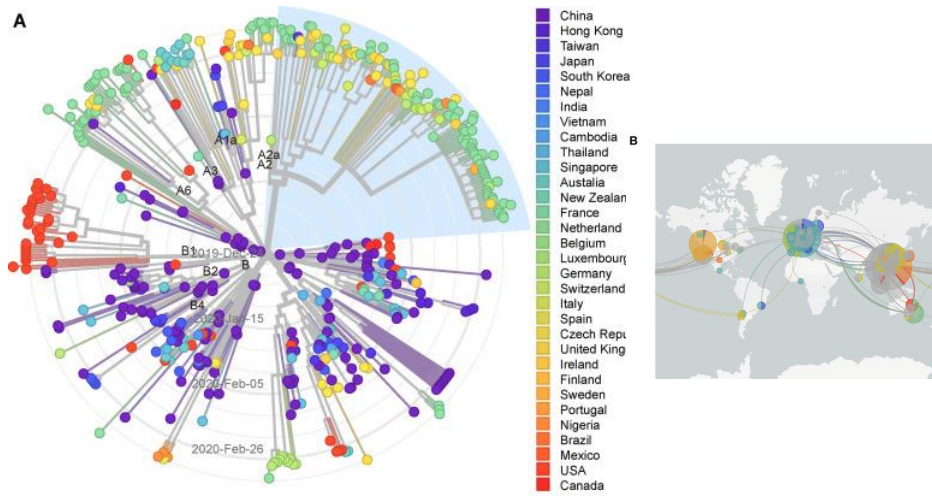 A
A1a
A2a
A2
A3
A6
B1
2019-Dec-2
B
B2
B4
-Jan-15
2020-Feb-05
2020-Feb-26
China
Hong Kong
Taiwan
Japan
South Korea
Nepal
India
Vietnam
Cambodia
Thailand
Singapore
Austalia
New Zealan
France
Netherland
Belgium
Luxembourg
Germany
Switzerland
Italy
Spain
Czech Repu
United King
Ireland
Finland
Sweden
Portugal
Nigeria
Brazil
Mexico
USA
Canada
B